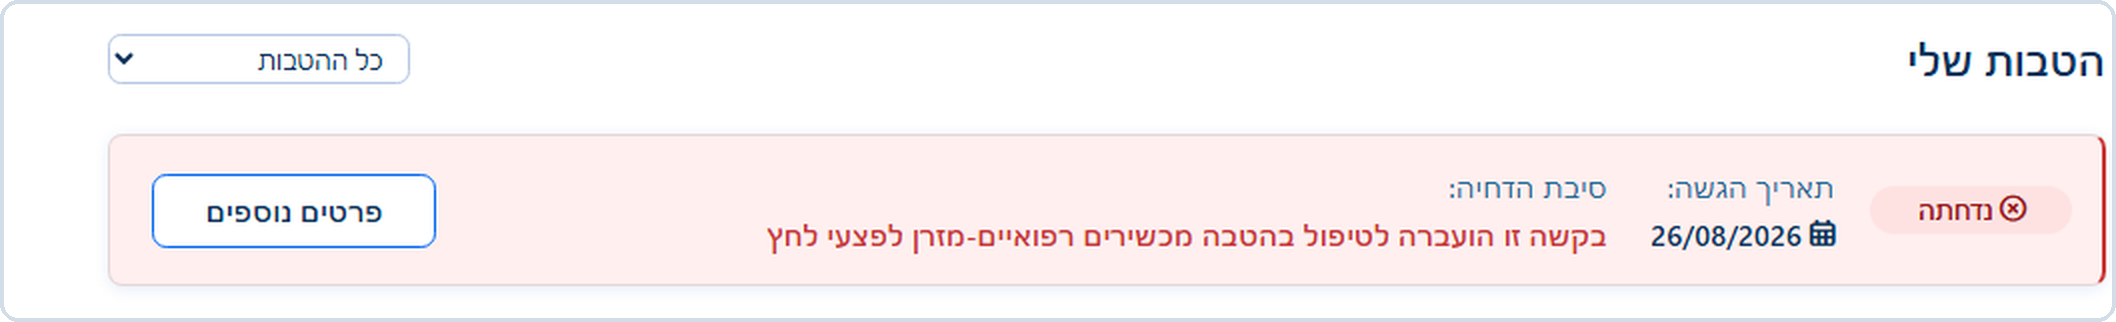 הטבות שלי
כל ההטבות
נדחתה
תאריך הגשה:
26/08/2026
סיבת הדחיה:
בקשה זו הועברה לטיפול בהטבה מכשירים רפואיים-מזרן לפצעי לחץ
פרטים נוספים